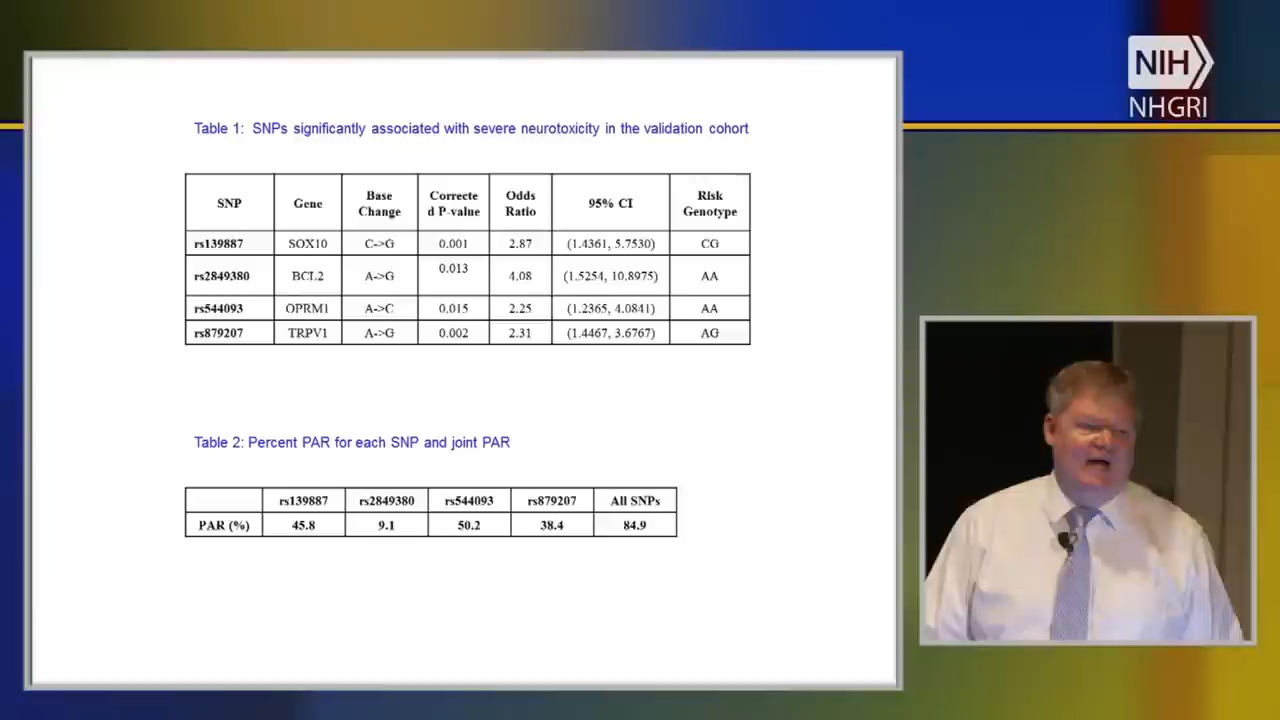 NIH
NHGRI
Table 1: SNPs significantly associated with severe neurotoxicity in the validation cohort
SNP Gene Base Change Correcte d P-value Odds Ratio 95% CI Risk Genotype
rs139887 SOX10 C->G 0.001 2.87 (1.4361, 5.7530) CG
rs2849380 BCL2 A->G 0.013 4.08 (1.5254, 10.8975) AA
rs544093 OPRM1 A->C 0.015 2.25 (1.2365, 4.0841) AA
rs879207 TRPV1 A->G 0.002 2.31 (1.4467, 3.6767) AG
Table 2: Percent PAR for each SNP and joint PAR
rs139887 rs2849380 rs544093 rs879207 All SNPs
PAR (%) 45.8 9.1 50.2 38.4 84.9